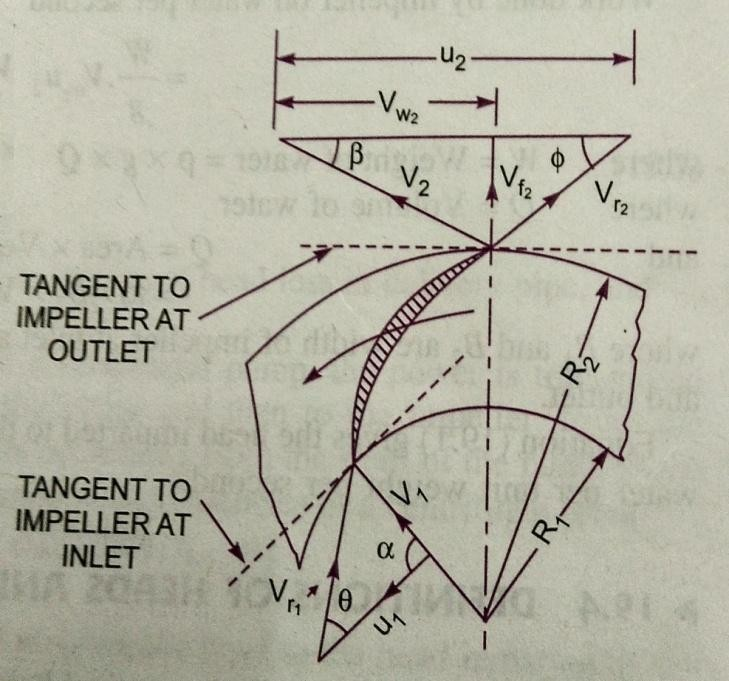 u2
Vw2
β
V2
Vf2
ϕ
Vr2
TANGENT TO
IMPELLER AT
OUTLET
R2
TANGENT TO
IMPELLER AT
INLET
V1
R1
α
Vr1
θ
u1